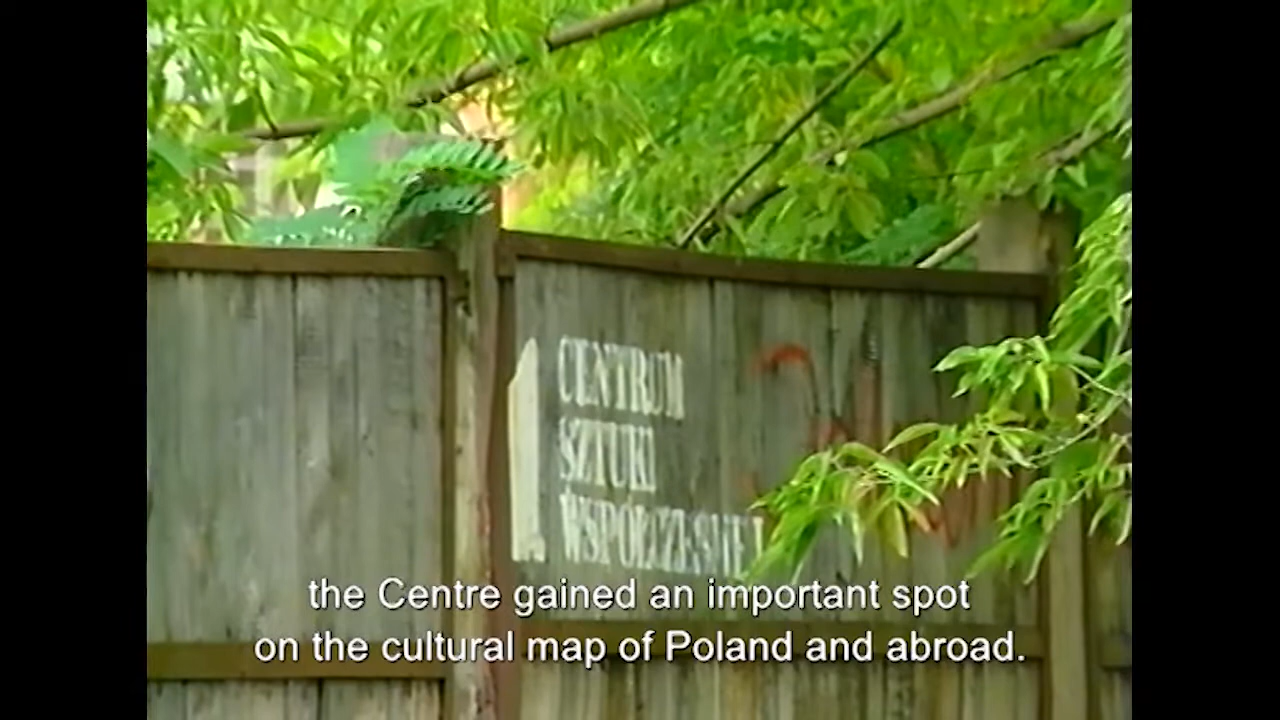 CENTRUM
SZTUKI
WSPÓŁCZESNEJ
the Centre gained an important spot
on the cultural map of Poland and abroad.